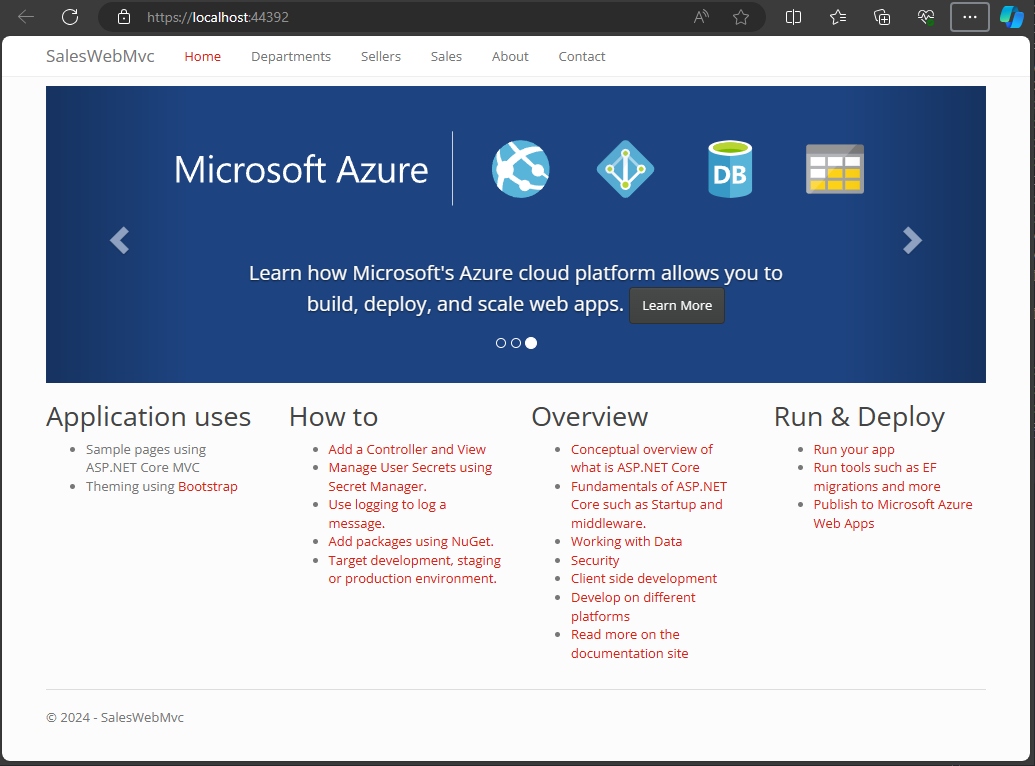 https://localhost:44392
SalesWebMvc Home Departments Sellers Sales About Contact
Microsoft Azure
DB
Learn how Microsoft's Azure cloud platform allows you to
build, deploy, and scale web apps. Learn More
Application uses
Sample pages using
ASP.NET Core MVC
Theming using Bootstrap
How to
Add a Controller and View
Manage User Secrets using
Secret Manager.
Use logging to log a
message.
Add packages using NuGet.
Target development, staging
or production environment.
Overview
Conceptual overview of
what is ASP.NET Core
Fundamentals of ASP.NET
Core such as Startup and
middleware.
Working with Data
Security
Client side development
Develop on different
platforms
Read more on the
documentation site
Run & Deploy
Run your app
Run tools such as EF
migrations and more
Publish to Microsoft Azure
Web Apps
© 2024 - SalesWebMvc